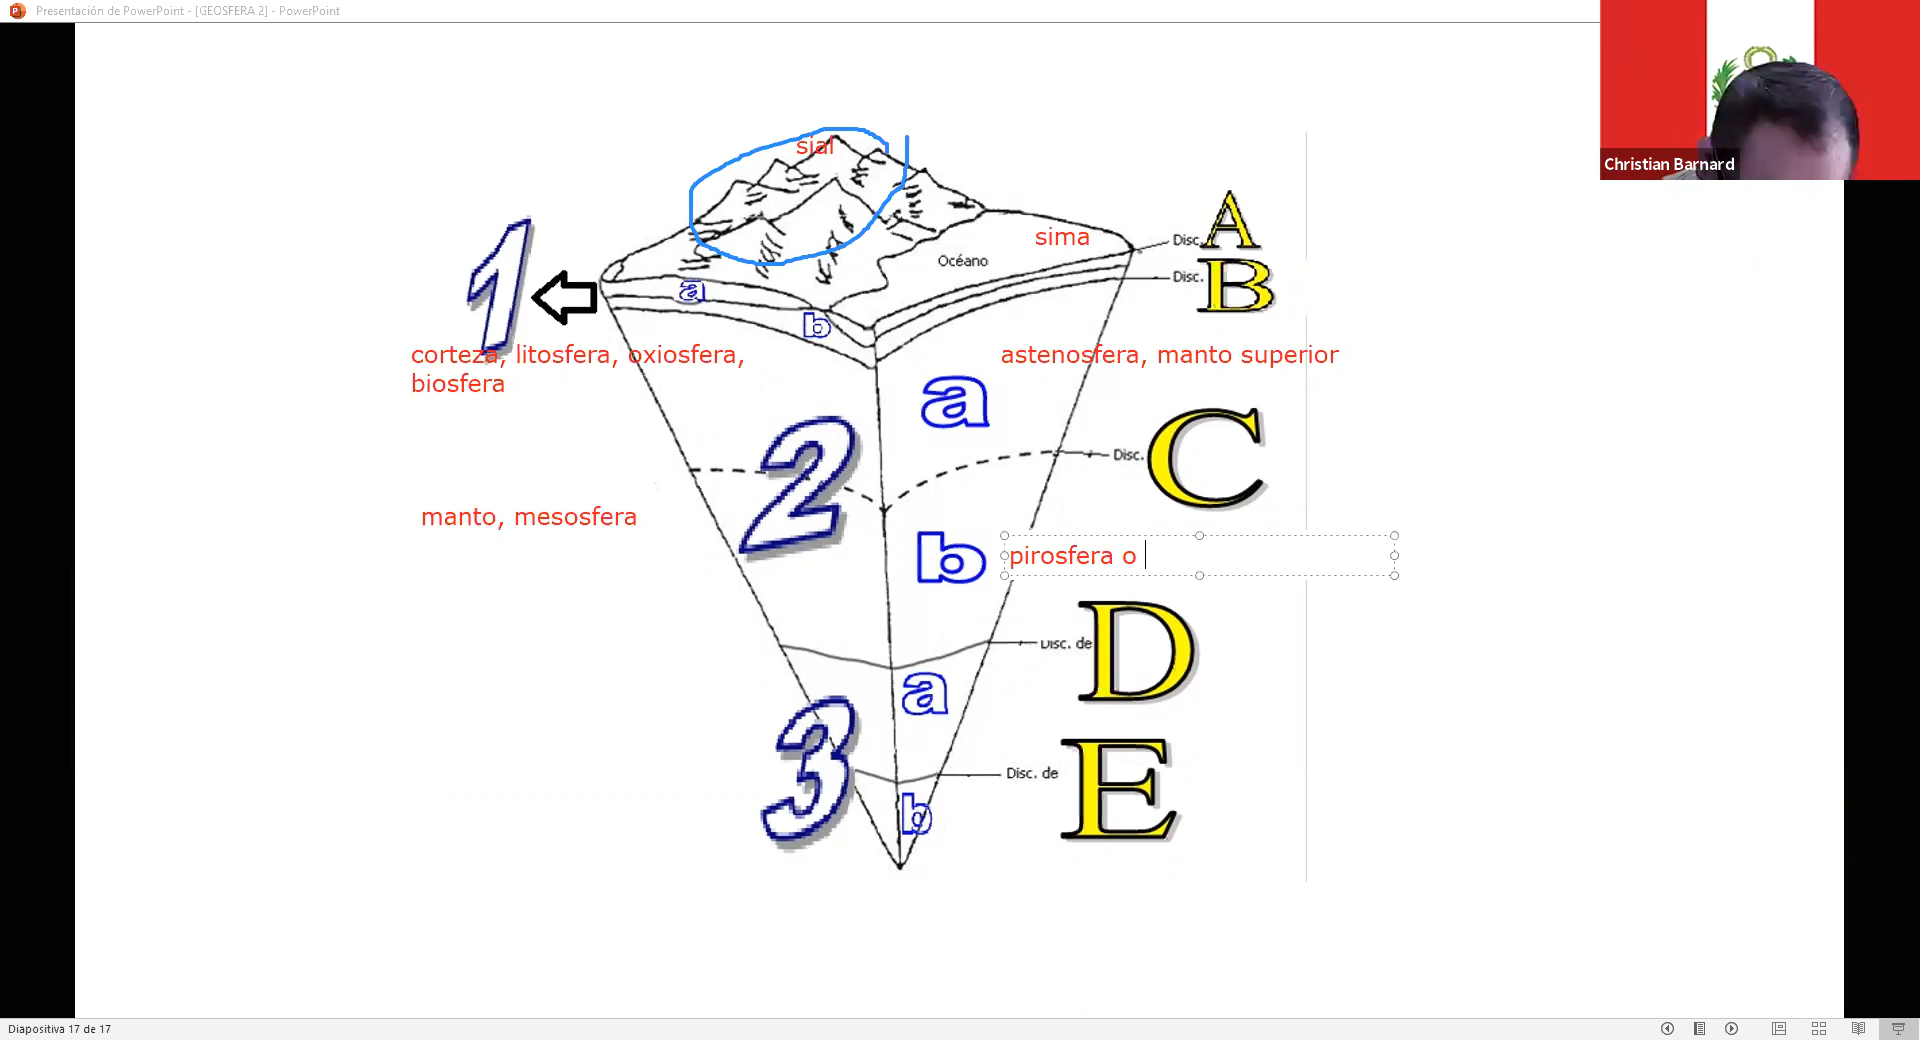 Presentación de PowerPoint - [GEOSFERA 2] - PowerPoint
Christian Barnard
sial
A
sima
Disc.
Océano
1
B
Disc.
a
b
corteza, litosfera, oxiosfera,
biosfera
astenosfera, manto superior
a
2
C
Disc.
manto, mesosfera
b
pirosfera o
Disc. de
D
a
3
E
Disc. de
b
Diapositiva 17 de 17